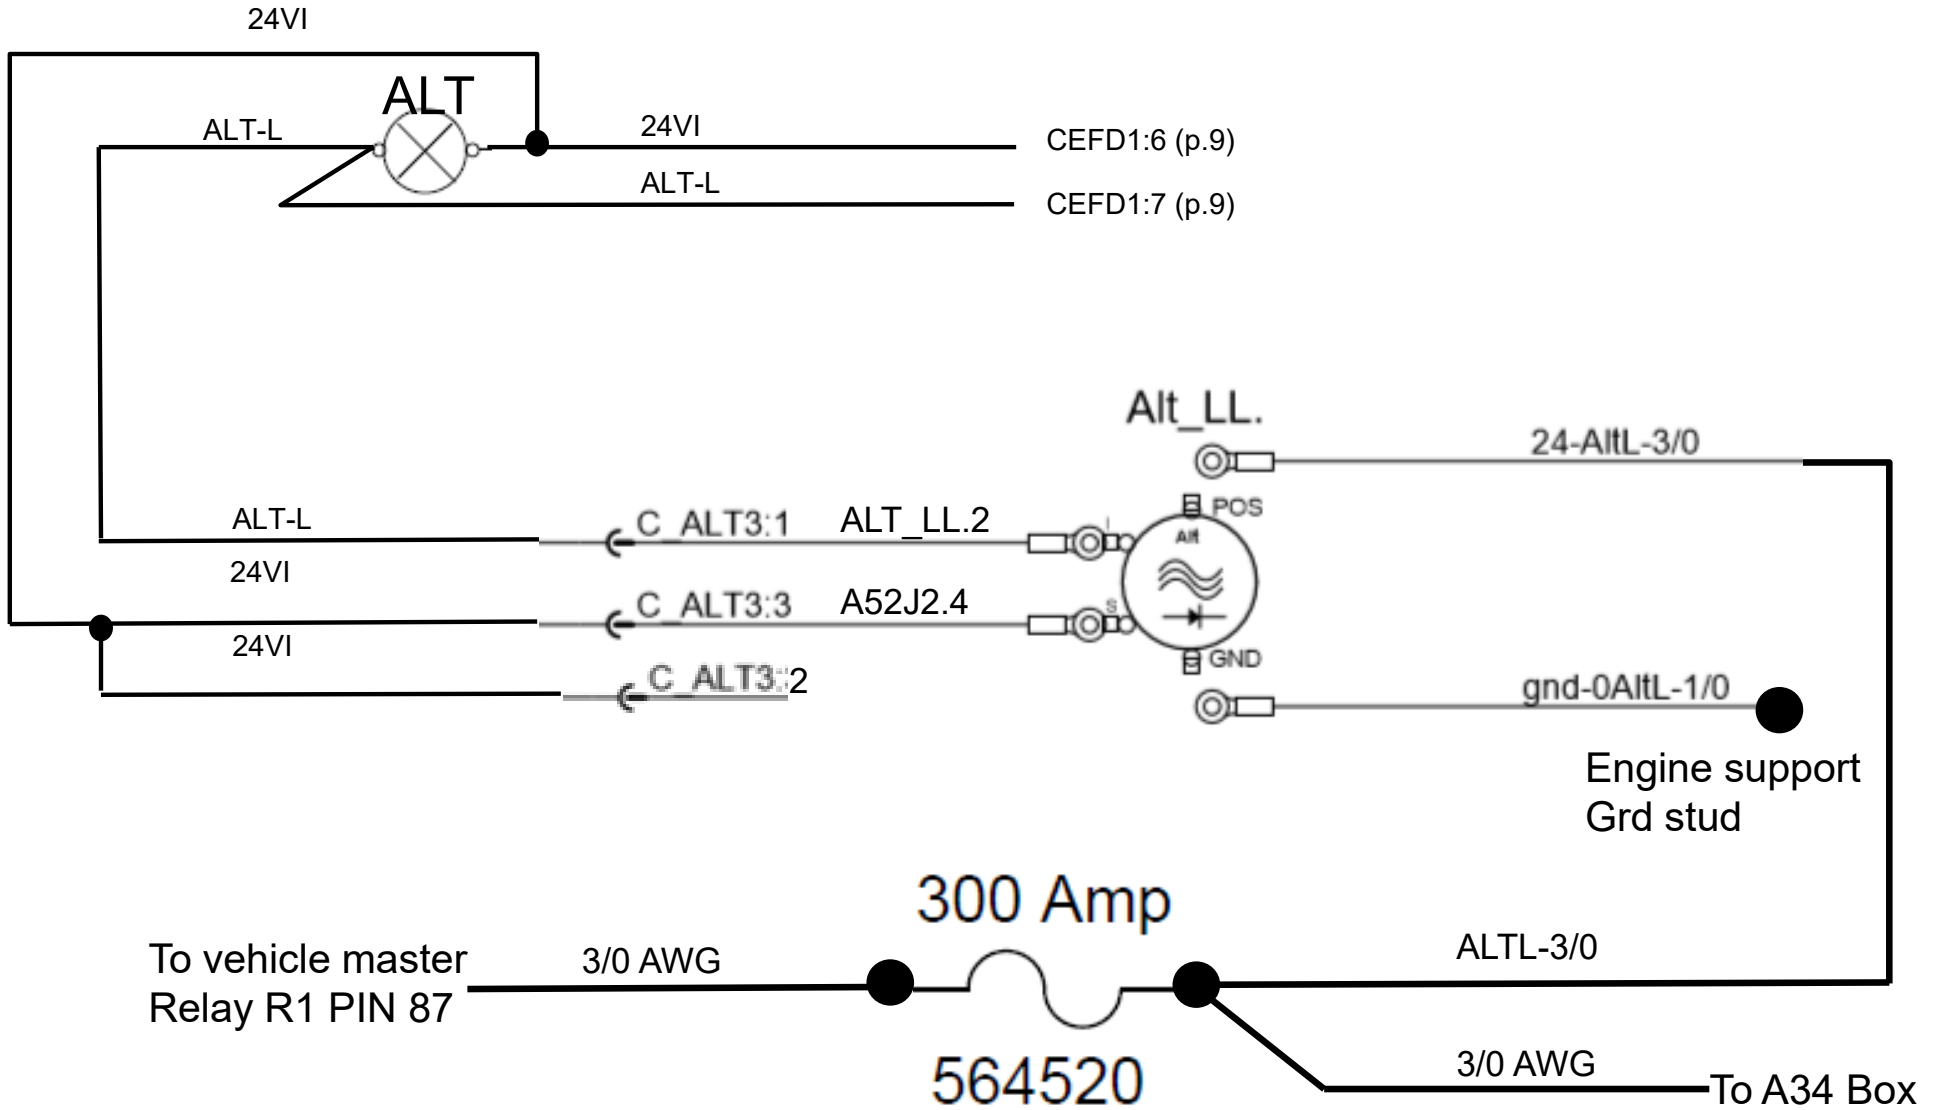 24VI
ALT
ALT-L
24VI
CEFD1:6 (p.9)
ALT-L
CEFD1:7 (p.9)
Alt_LL.
24-AltL-3/0
POS
ALT-L
C_ALT3:1
ALT_LL.2
I
Alt
24VI
C_ALT3:3
A52J2.4
S
24VI
C_ALT3:2
GND
gnd-0AltL-1/0
Engine support
Grd stud
300 Amp
To vehicle master
Relay R1 PIN 87
3/0 AWG
ALTL-3/0
564520
3/0 AWG
To A34 Box